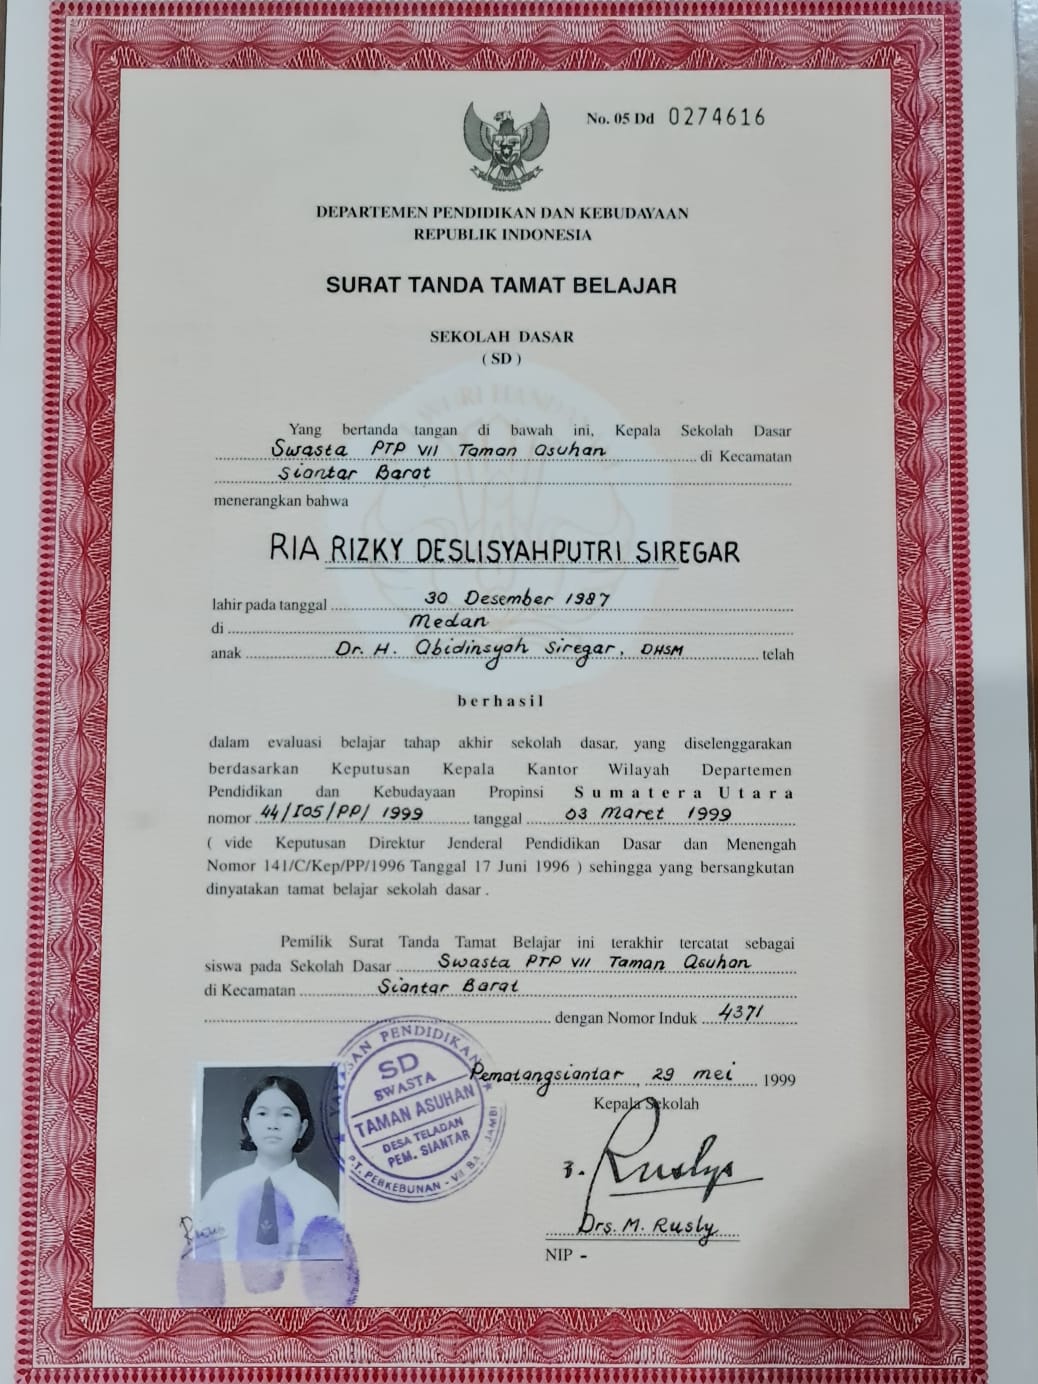 No. 05 Dd 0274616
DEPARTEMEN PENDIDIKAN DAN KEBUDAYAAN
REPUBLIK INDONESIA
SURAT TANDA TAMAT BELAJAR
SEKOLAH DASAR
( SD )
Yang bertanda tangan di bawah ini, Kepala Sekolah Dasar
Swasta PTP VII Taman Asuhan di Kecamatan
Siantar Barat
menerangkan bahwa
RIA RIZKY DESLISYAHPUTRI SIREGAR
lahir pada tanggal 30 Desember 1987
di Medan
anak Dr. H. Abidinsyah Siregar, DHSM telah
berhasil
dalam evaluasi belajar tahap akhir sekolah dasar, yang diselenggarakan
berdasarkan Keputusan Kepala Kantor Wilayah Departemen
Pendidikan dan Kebudayaan Propinsi Sumatera Utara
nomor 44/I05/PP/ 1999 tanggal 03 Maret 1999
( vide Keputusan Direktur Jenderal Pendidikan Dasar dan Menengah
Nomor 141/C/Kep/PP/1996 Tanggal 17 Juni 1996 ) sehingga yang bersangkutan
dinyatakan tamat belajar sekolah dasar .
Pemilik Surat Tanda Tamat Belajar ini terakhir tercatat sebagai
siswa pada Sekolah Dasar Swasta PTP VII Taman Asuhan
di Kecamatan Siantar Barat
dengan Nomor Induk 4371
Pematangsiantar, 29 mei 1999
Kepala Sekolah
YAYASAN PENDIDIKAN
SD
SWASTA
TAMAN ASUHAN
DESA TELADAN
PEM. SIANTAR
PT. PERKEBUNAN - VII BA. JAMBI
Drs. M. Rusly
NIP -